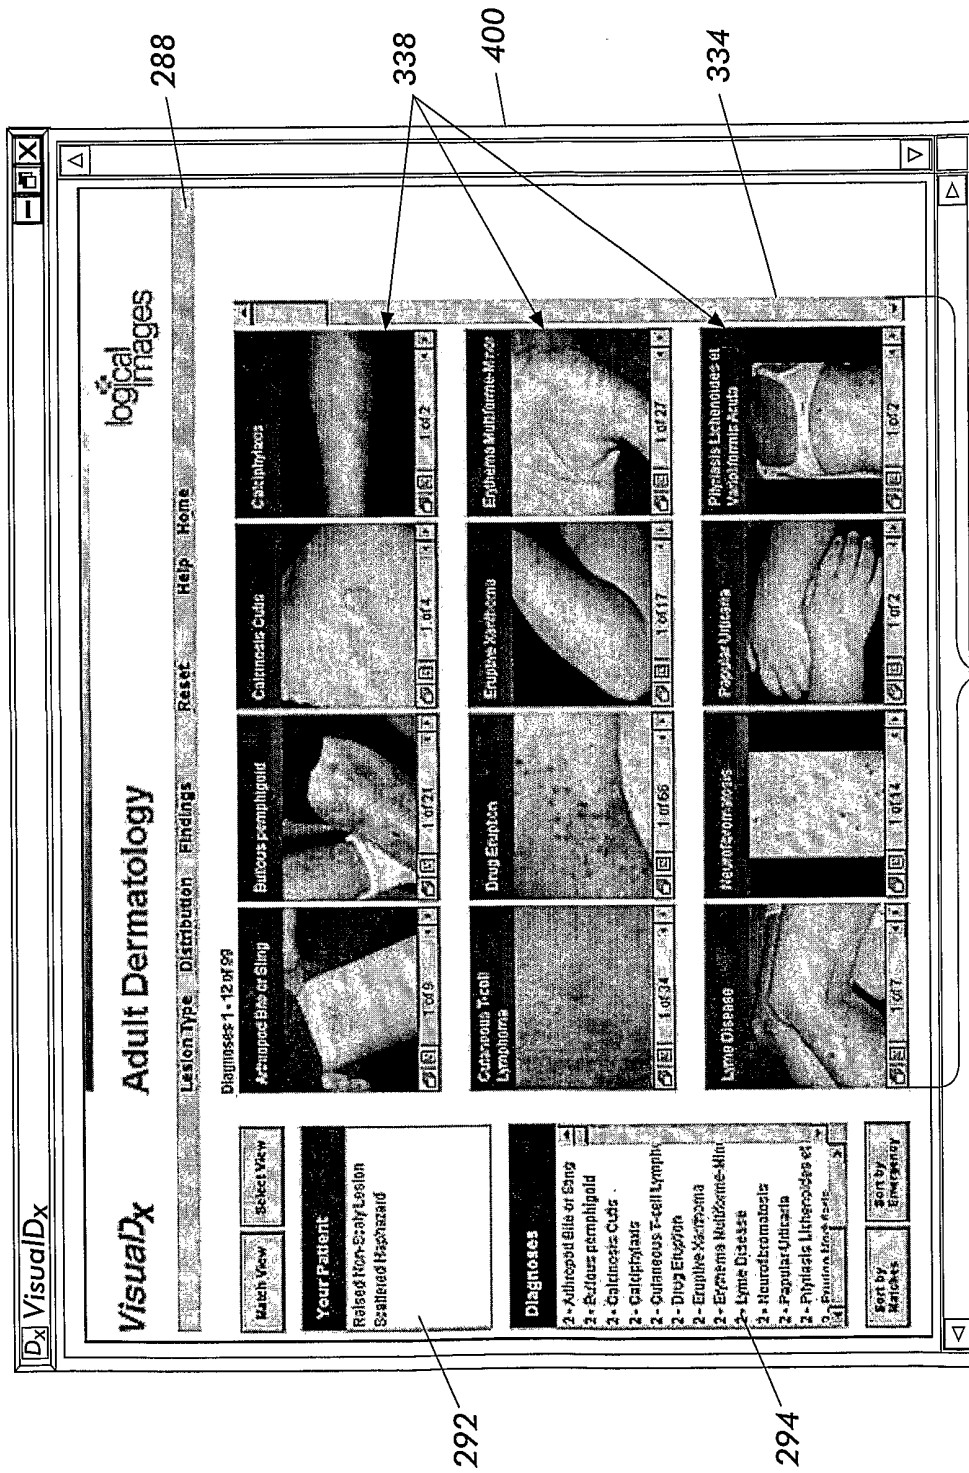 Dx VisualDx
VisualDx
Adult Dermatology
logical images
288
Lesion Type Distribution Findings Reset Help Home
Match View Select View
Diagnoses 1 - 12 of 99
Your Patient
Raised Non-Scaly Lesion
Scattered Haphazard
292
Arthropod Bite or Sting
Bullous pemphigoid
Calcinosis Cutis
Calciphylaxis
1 of 9
1 of 21
1 of 4
1 of 2
338
Cutaneous T-cell
Lymphoma
Drug Eruption
Eruptive Xanthoma
Erythema Multiforme-Minor
1 of 34
1 of 66
1 of 17
1 of 27
400
Diagnoses
2 - Arthropod Bite or Sting
2 - Bullous pemphigoid
2 - Calcinosis Cutis
2 - Calciphylaxis
2 - Cutaneous T-cell Lympho
2 - Drug Eruption
2 - Eruptive Xanthoma
2 - Erythema Multiforme-Min
2 - Lyme Disease
2 - Neurofibromatosis
2 - Papular Urticaria
2 - Pityriasis Lichenoides et
294
Lyme Disease
Neurofibromatosis
Papular Urticaria
Pityriasis Lichenoides et
Varioliformis Acuta
1 of 7
1 of 44
1 of 2
1 of 2
334
Sort by
Matches
Sort by
Emergency